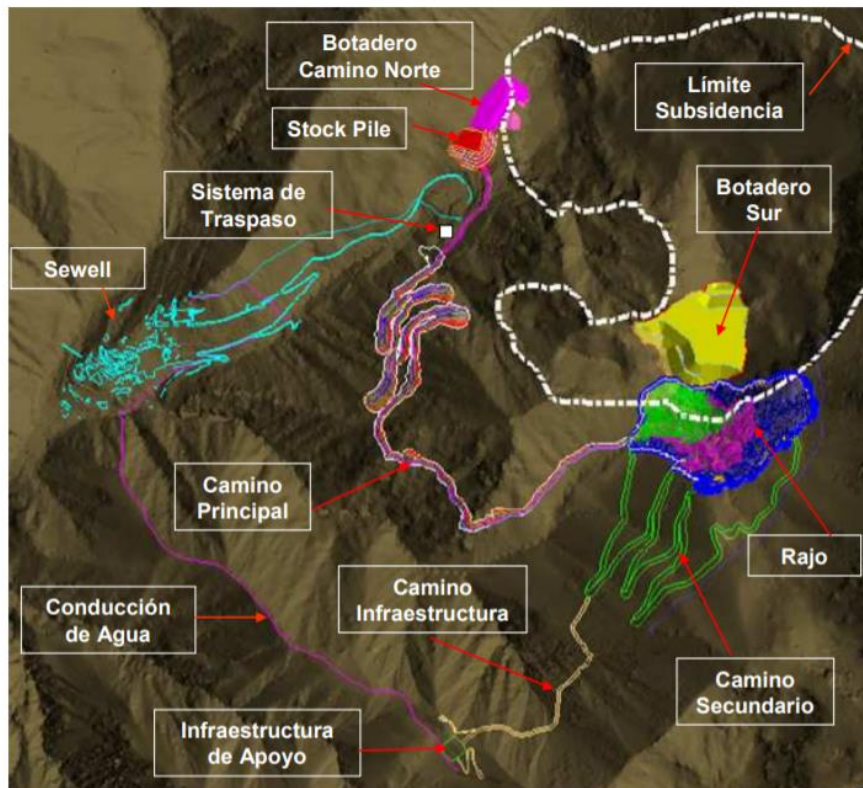 Botadero
Camino Norte
Límite
Subsidencia
Stock Pile
Sistema de
Traspaso
Botadero
Sur
Sewell
Camino
Principal
Rajo
Camino
Infraestructura
Conducción
de Agua
Camino
Secundario
Infraestructura
de Apoyo